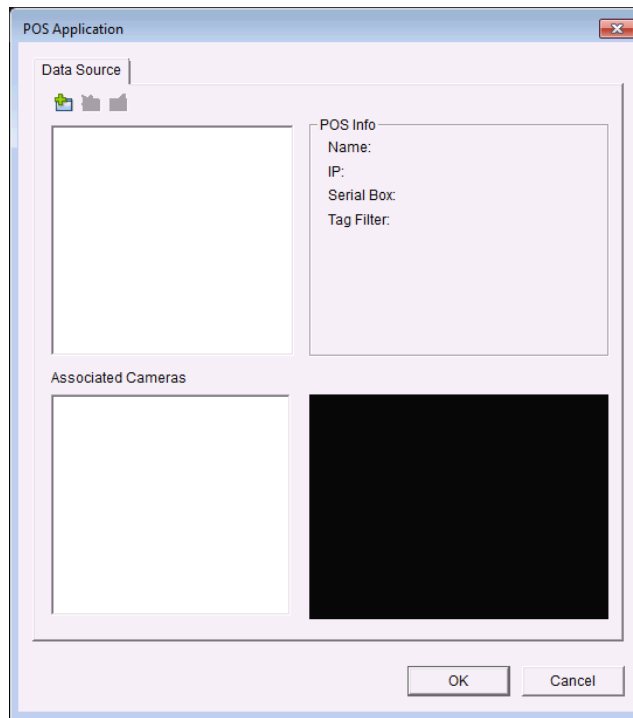 POS Application
Data Source
POS Info
Name:
IP:
Serial Box:
Tag Filter:
Associated Cameras
OK
Cancel